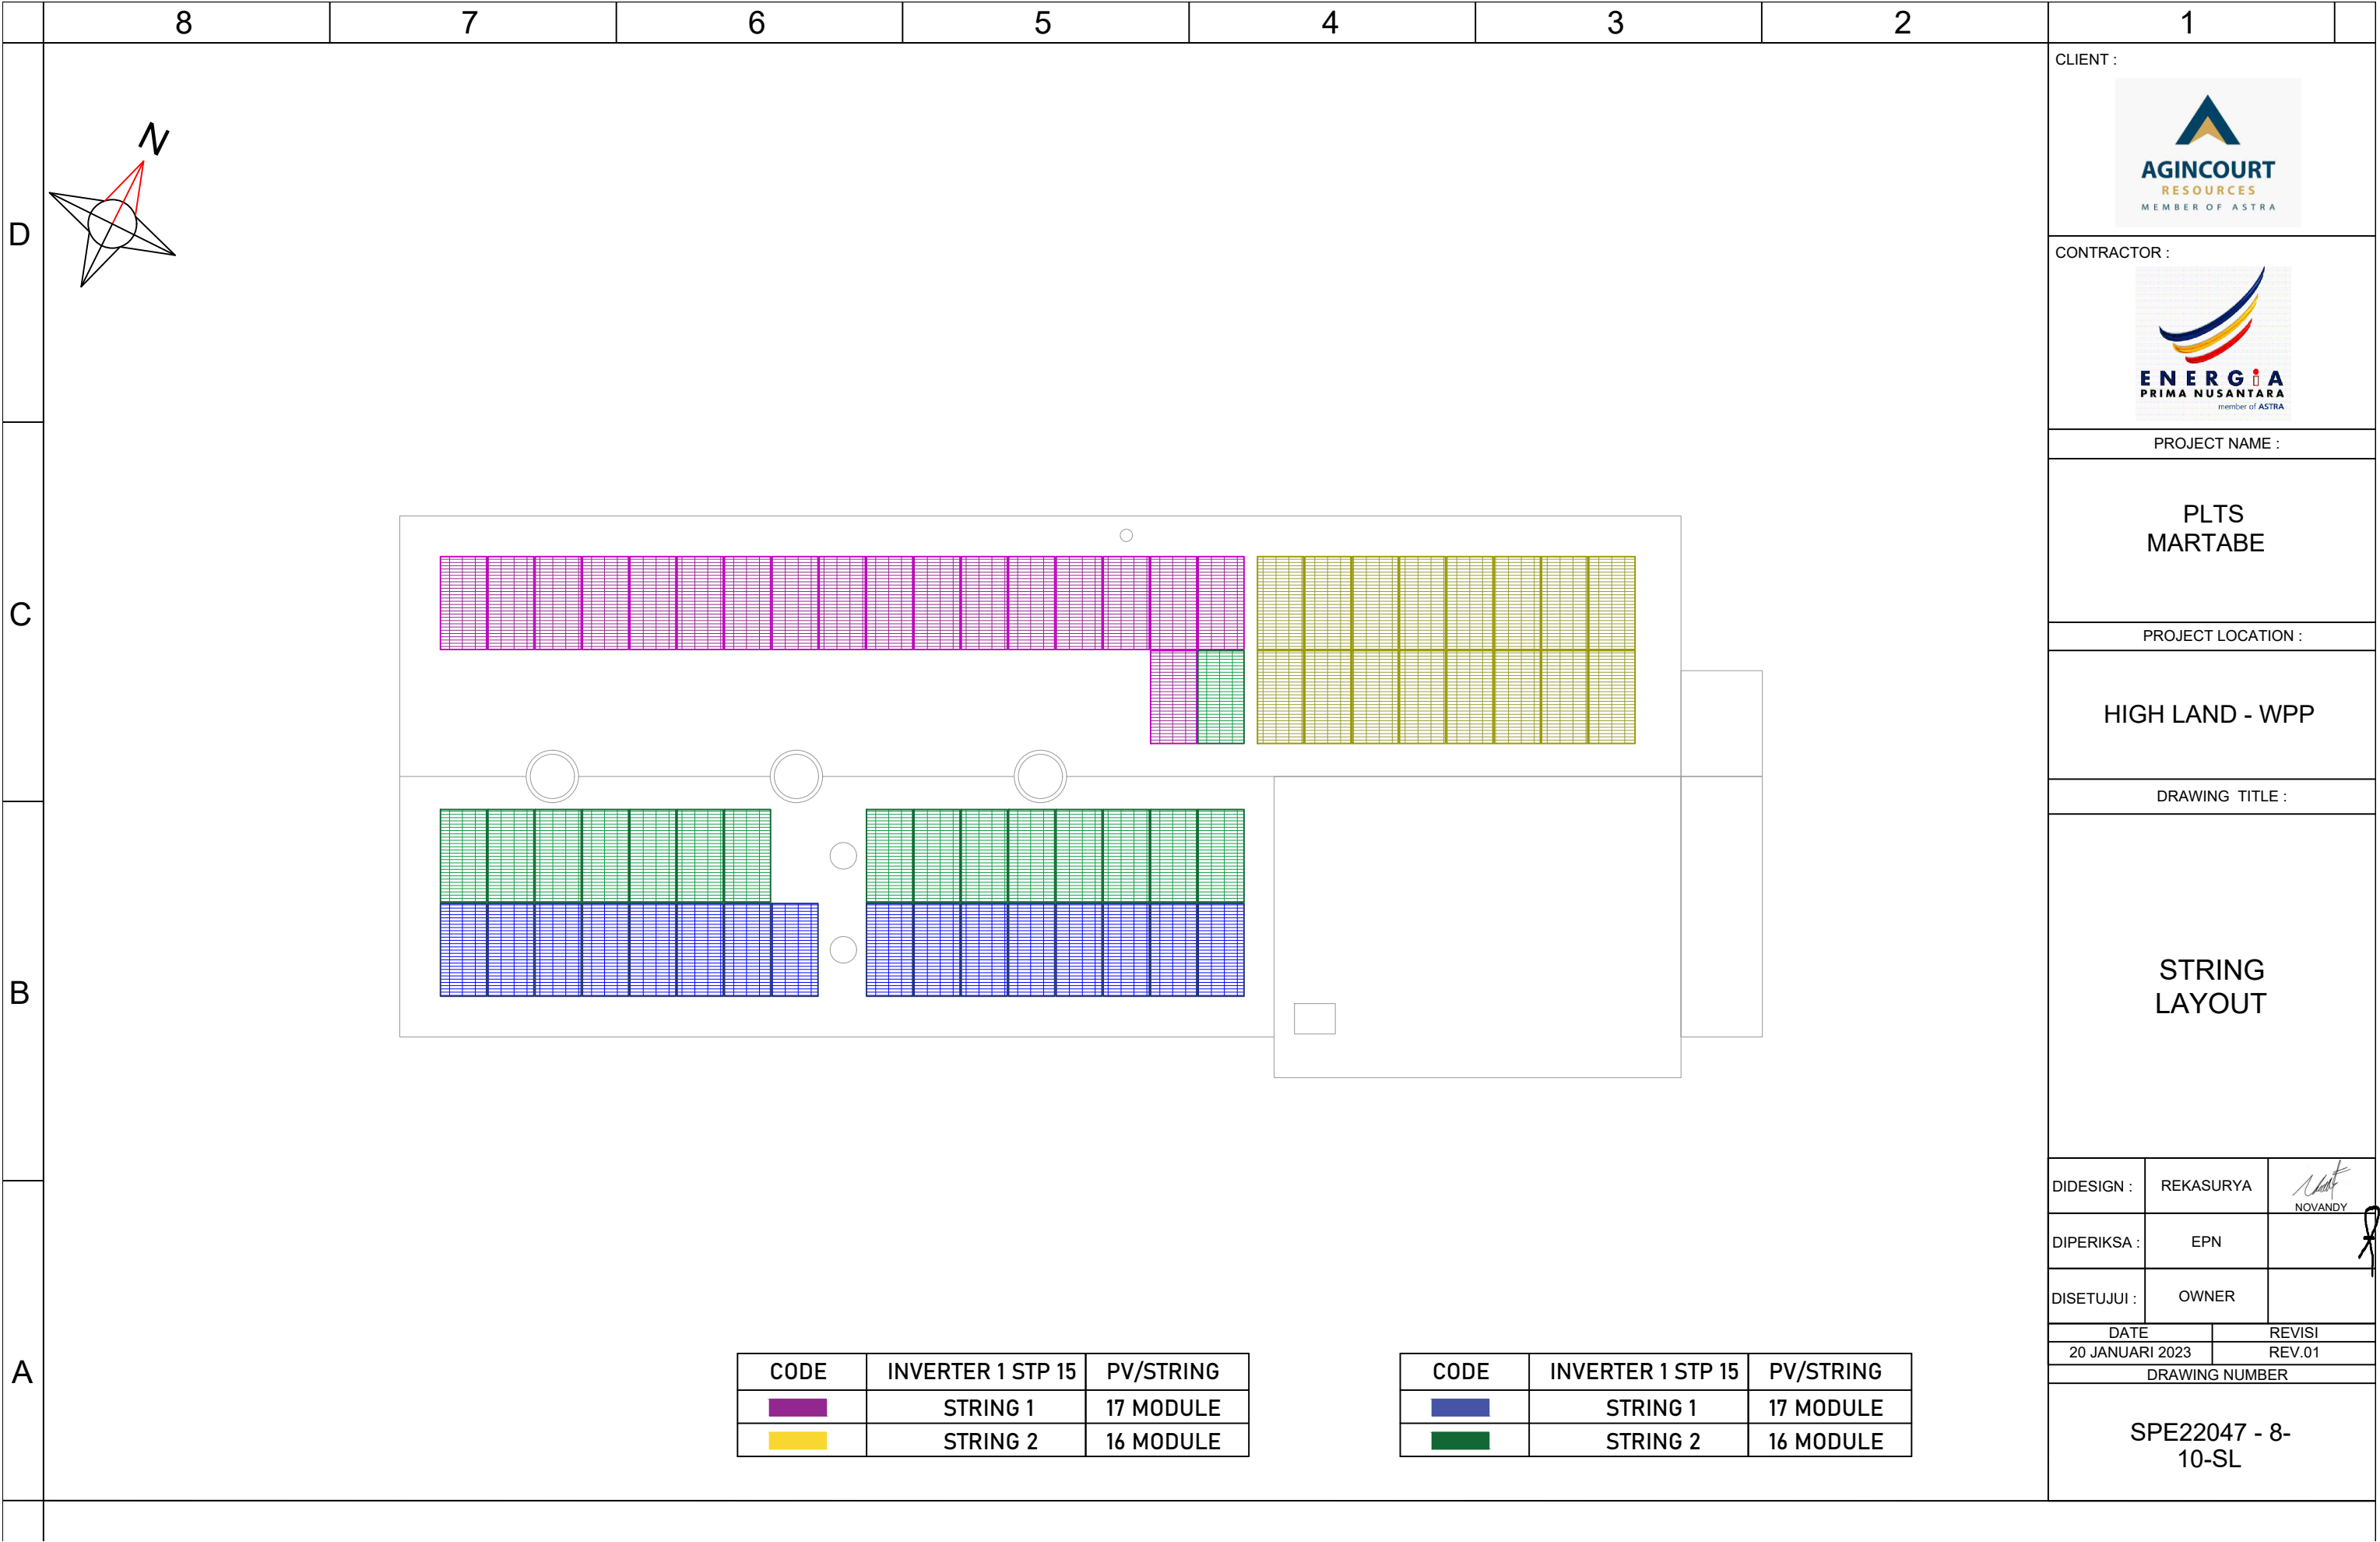 8 7 6 5 4 3 2 1
D
C
B
A
N
CLIENT :
AGINCOURT
RESOURCES
MEMBER OF ASTRA
CONTRACTOR :
ENERGiA
PRIMA NUSANTARA
member of ASTRA
PROJECT NAME :
PLTS
MARTABE
PROJECT LOCATION :
HIGH LAND - WPP
DRAWING TITLE :
STRING
LAYOUT
DIDESIGN : REKASURYA NOVANDY
DIPERIKSA : EPN
DISETUJUI : OWNER
DATE REVISI
20 JANUARI 2023 REV.01
DRAWING NUMBER
SPE22047 - 8-
10-SL
CODE INVERTER 1 STP 15 PV/STRING
STRING 1 17 MODULE
STRING 2 16 MODULE
CODE INVERTER 1 STP 15 PV/STRING
STRING 1 17 MODULE
STRING 2 16 MODULE